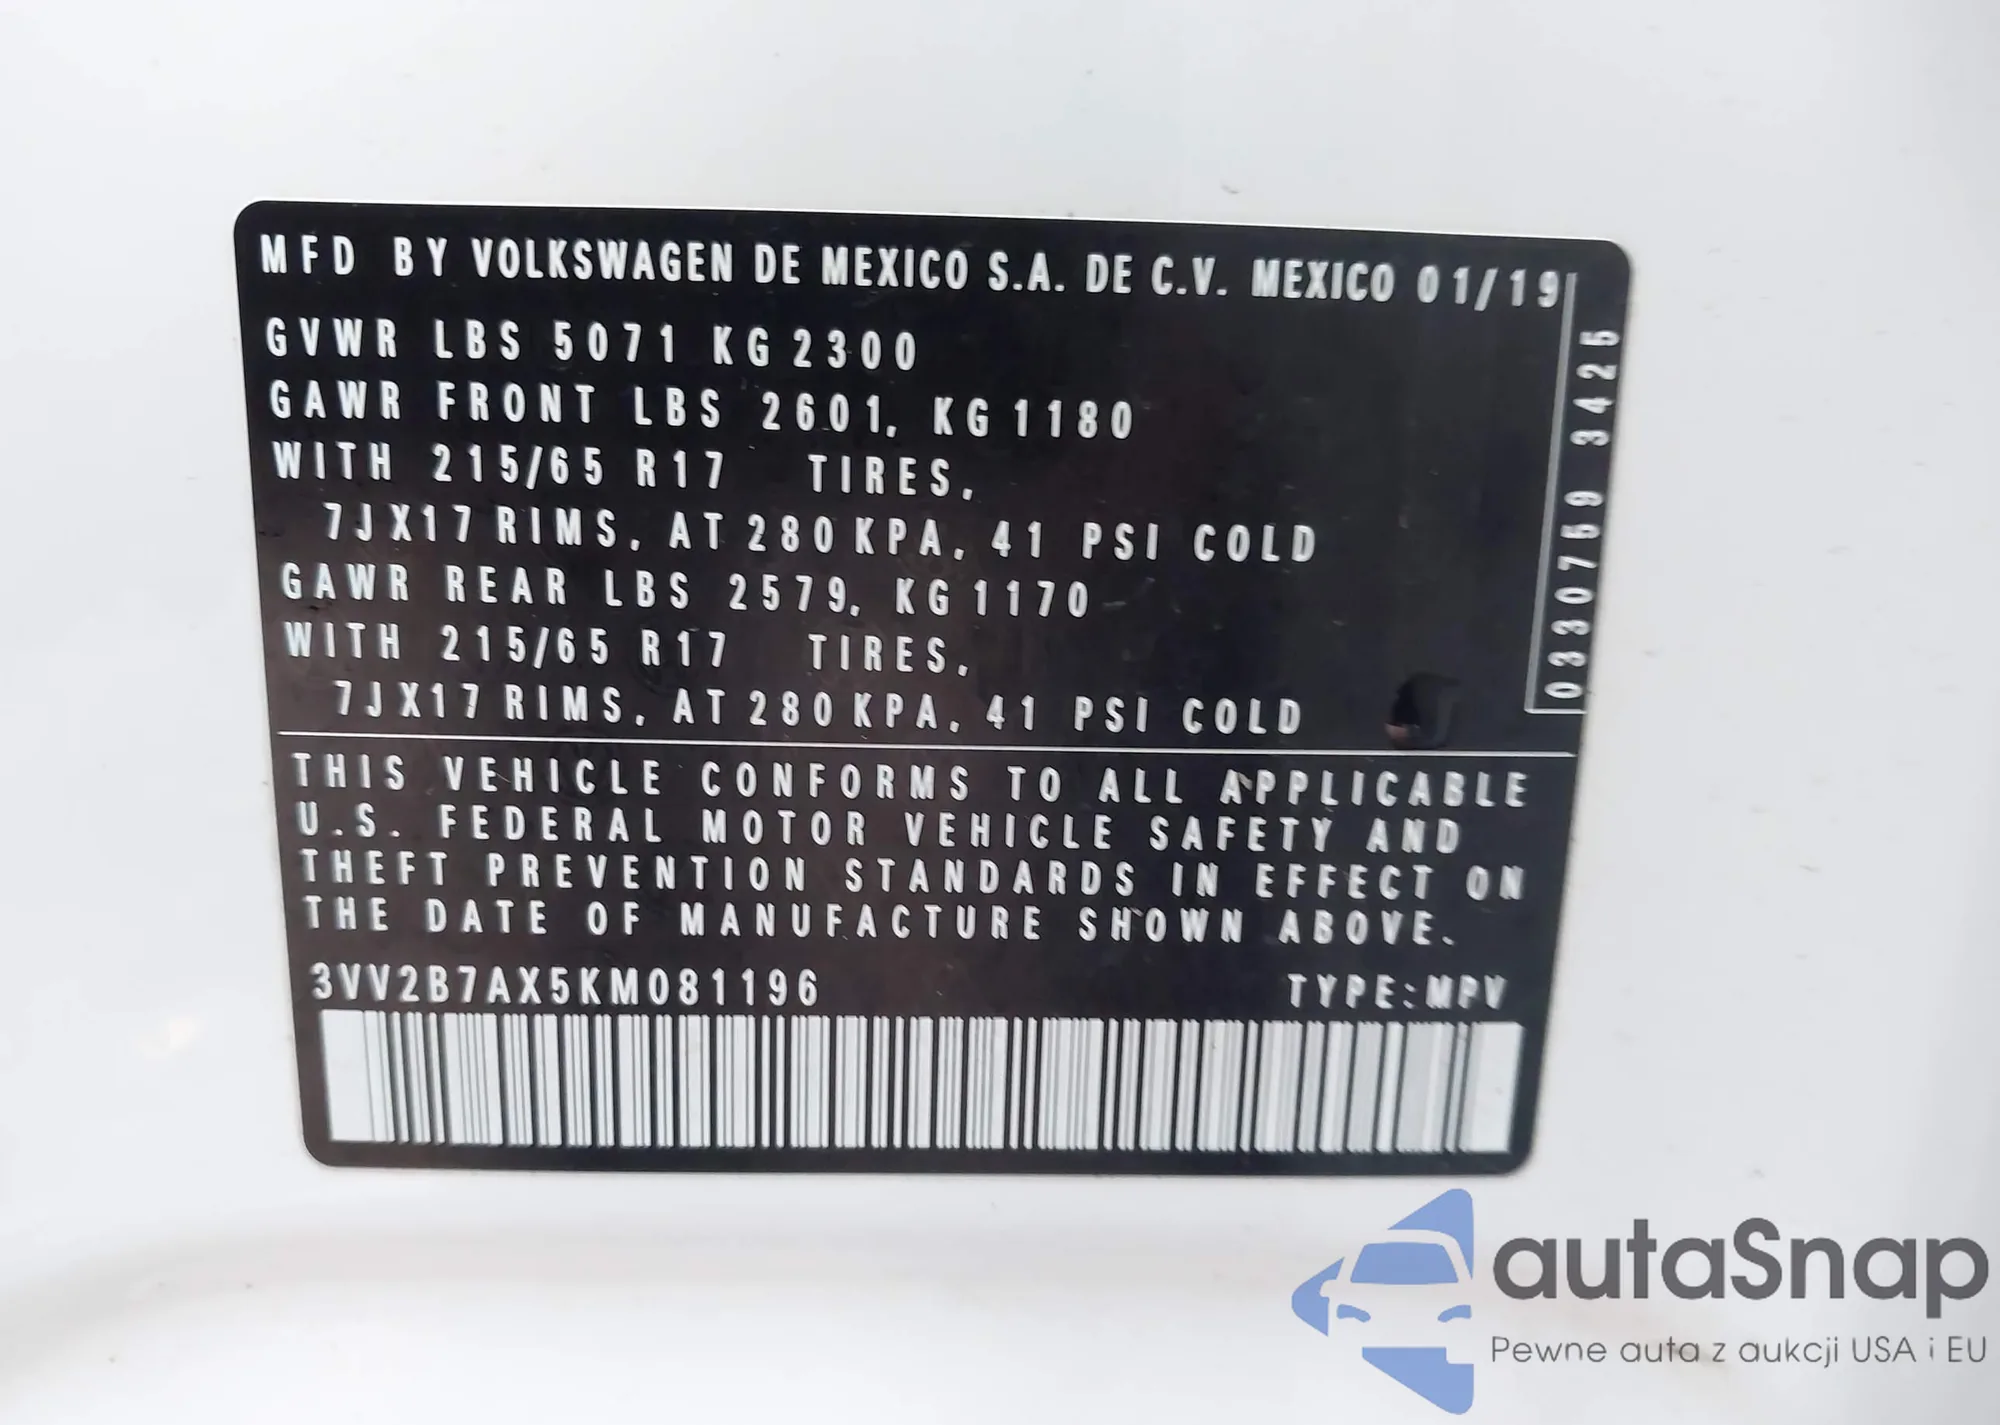 MFD BY VOLKSWAGEN DE MEXICO S.A. DE C.V. MEXICO 01/19
GVWR LBS 5071 KG 2300
GAWR FRONT LBS 2601, KG 1180
WITH 215/65 R17 TIRES,
7JX17 RIMS, AT 280 KPA, 41 PSI COLD
GAWR REAR LBS 2579, KG 1170
WITH 215/65 R17 TIRES,
7JX17 RIMS, AT 280 KPA, 41 PSI COLD
0330759 3425
THIS VEHICLE CONFORMS TO ALL APPLICABLE
U.S. FEDERAL MOTOR VEHICLE SAFETY AND
THEFT PREVENTION STANDARDS IN EFFECT ON
THE DATE OF MANUFACTURE SHOWN ABOVE.
3VV2B7AX5KM081196 TYPE:MPV
autaSnap
Pewne auta z aukcji USA i EU